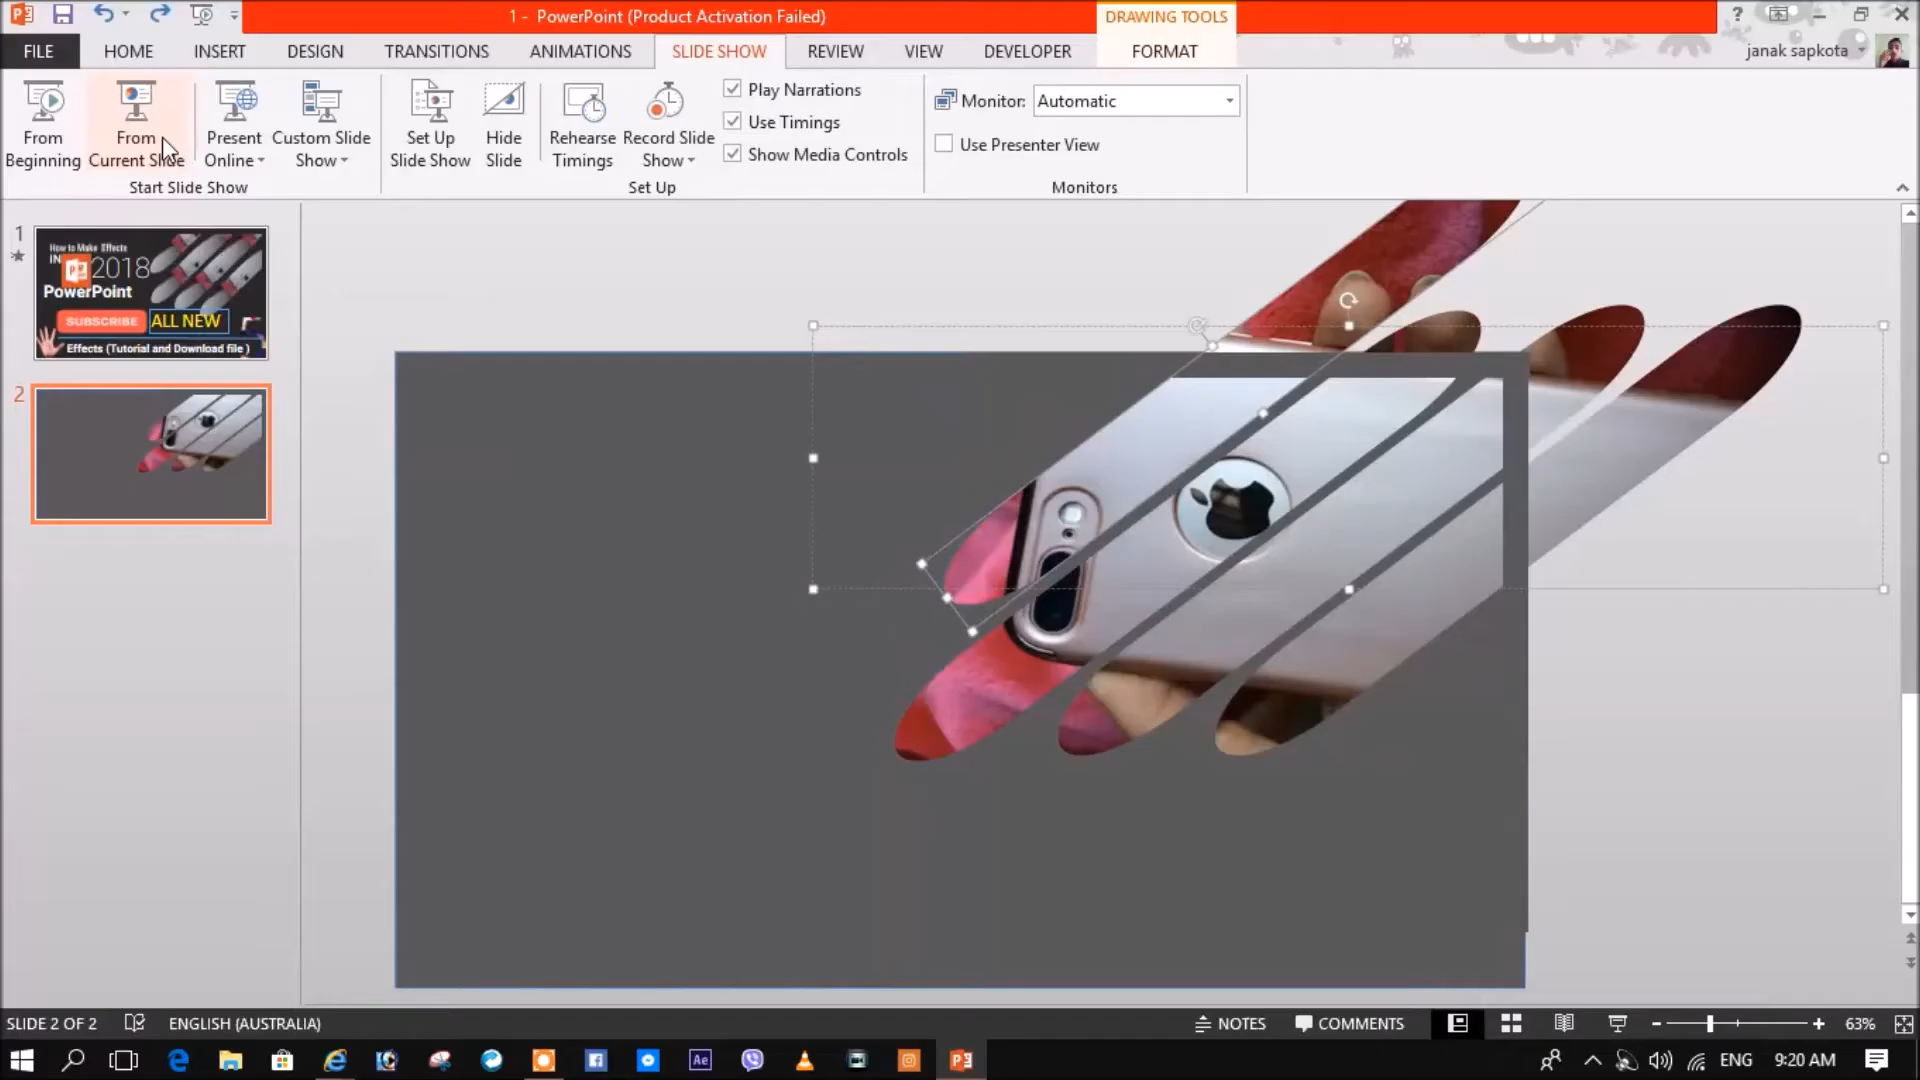 1 - PowerPoint (Product Activation Failed)
DRAWING TOOLS
?
FILE
HOME
INSERT
DESIGN
TRANSITIONS
ANIMATIONS
SLIDE SHOW
REVIEW
VIEW
DEVELOPER
FORMAT
janak sapkota
From Beginning
From Current Slide
Present Online
Custom Slide Show
Set Up Slide Show
Hide Slide
Rehearse Timings
Record Slide Show
Play Narrations
Use Timings
Show Media Controls
Monitor: Automatic
Use Presenter View
Start Slide Show
Set Up
Monitors
1
How to Make Effects
IN 2018
PowerPoint
SUBSCRIBE ALL NEW
Effects (Tutorial and Download file )
2
SLIDE 2 OF 2
ENGLISH (AUSTRALIA)
NOTES
COMMENTS
63%
Ae
ENG
9:20 AM